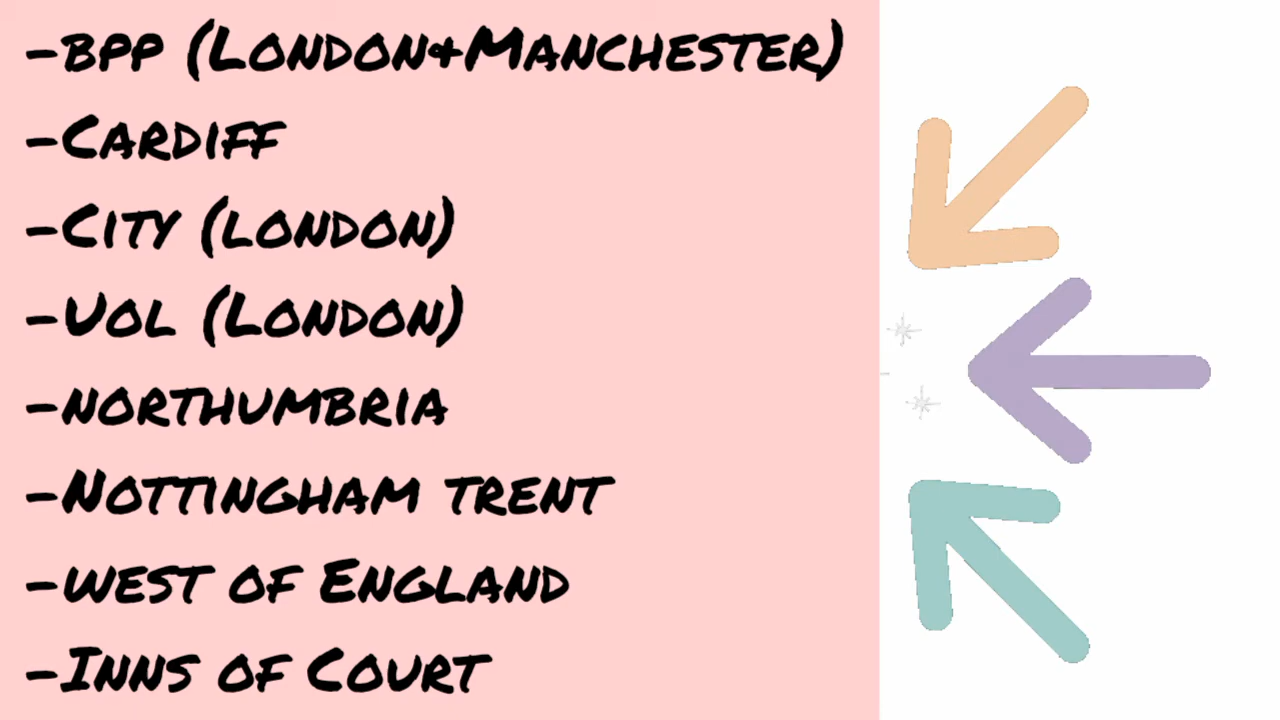 -BPP (London&Manchester)
-Cardiff
-City (London)
-UoL (London)
-Northumbria
-Nottingham Trent
-West of England
-Inns of Court